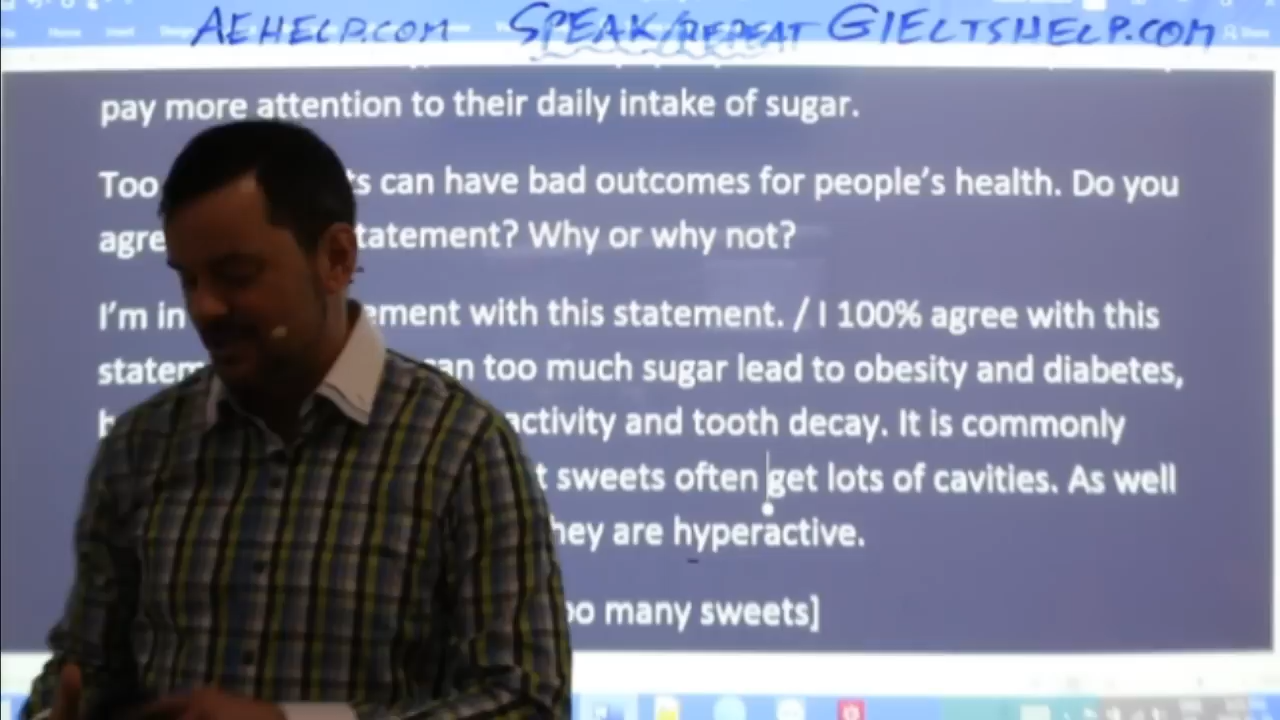 AEHELP.COM SPEAK/REPEAT GIELTSHELP.COM
pay more attention to their daily intake of sugar.
Too s can have bad outcomes for people's health. Do you
agre tatement? Why or why not?
I'm in ement with this statement. / I 100% agree with this
statem an too much sugar lead to obesity and diabetes,
b activity and tooth decay. It is commonly
t sweets often get lots of cavities. As well
hey are hyperactive.
oo many sweets]